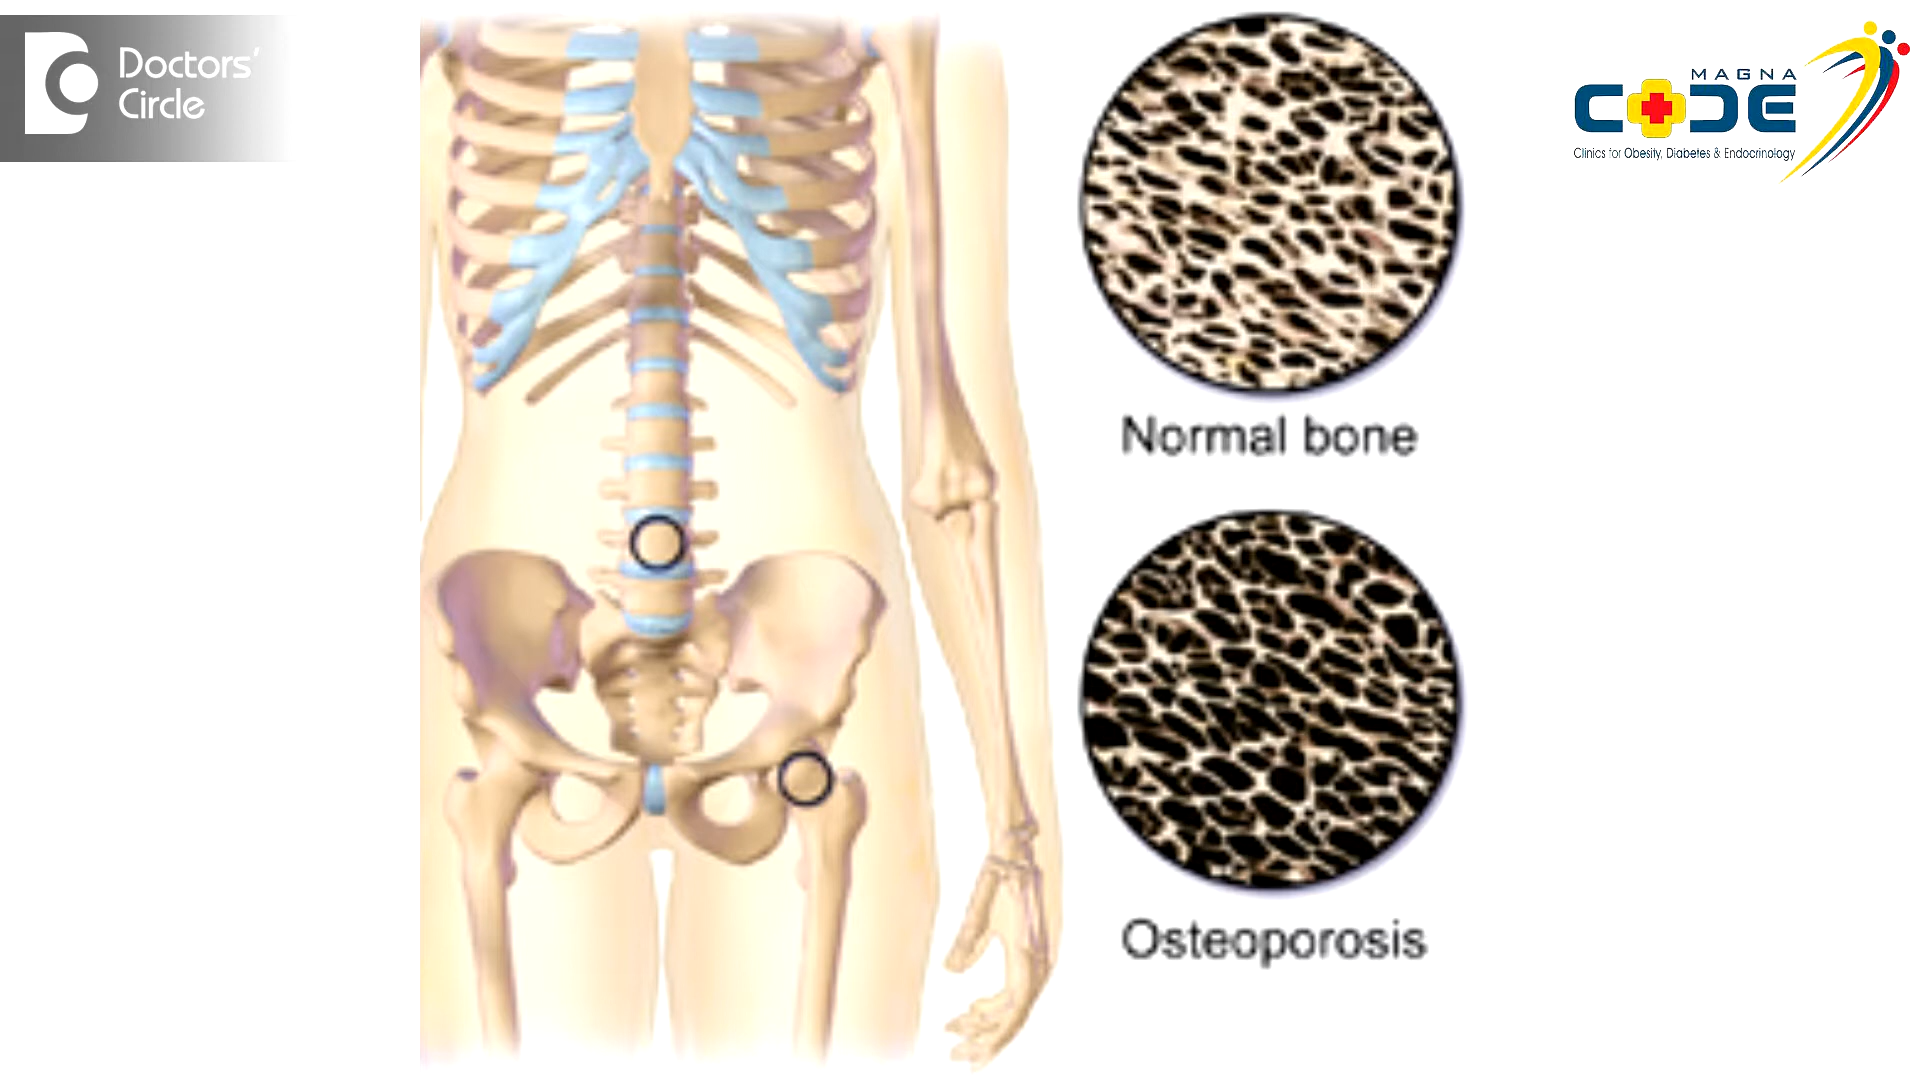 Doctors'
Circle
MAGNA
CODE
Clinics for Obesity, Diabetes & Endocrinology
Normal bone
Osteoporosis